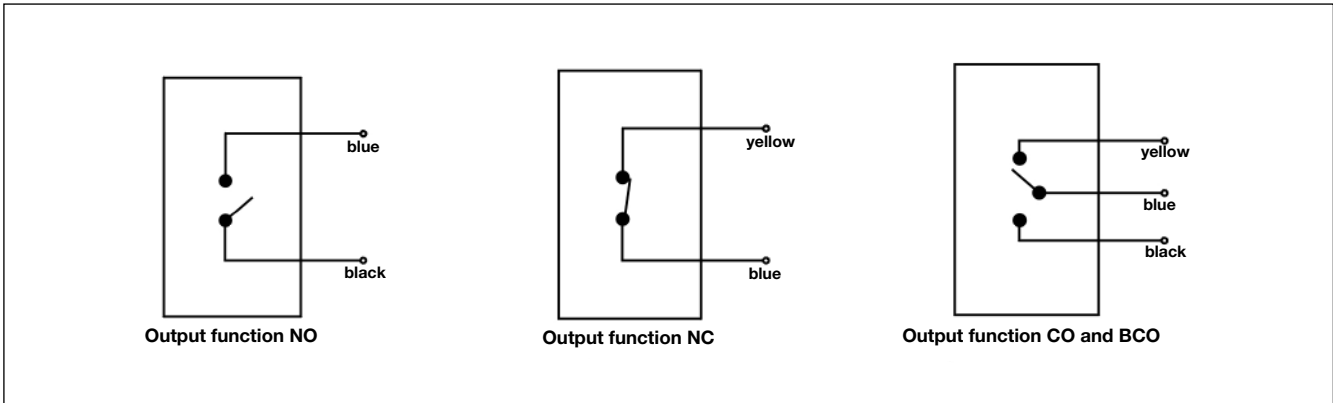 blue
black
Output function NO
yellow
blue
Output function NC
yellow
blue
black
Output function CO and BCO